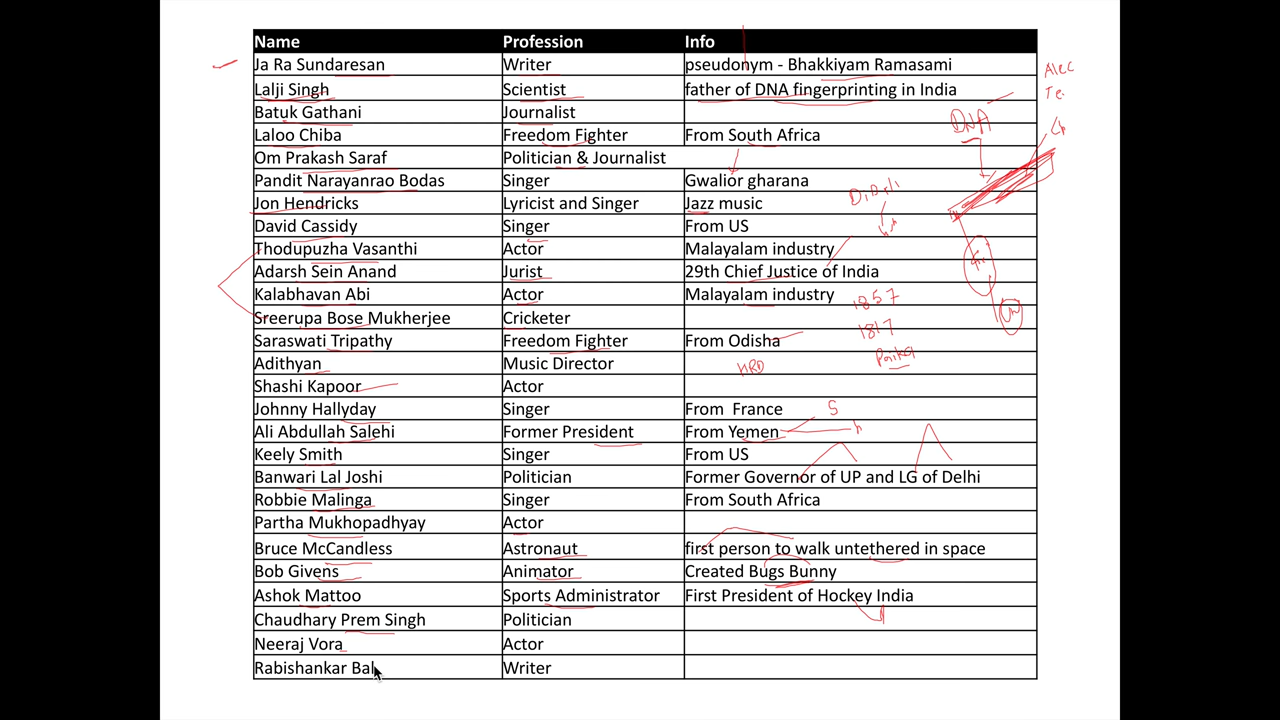 Name Profession Info
Ja Ra Sundaresan Writer pseudonym - Bhakkiyam Ramasami
Alec
Lalji Singh Scientist father of DNA fingerprinting in India
Te
Batuk Gathani Journalist
DNA
Laloo Chiba Freedom Fighter From South Africa
Om Prakash Saraf Politician & Journalist
Pandit Narayanrao Bodas Singer Gwalior gharana
Jon Hendricks Lyricist and Singer Jazz music
David Cassidy Singer From US
Thodupuzha Vasanthi Actor Malayalam industry
Adarsh Sein Anand Jurist 29th Chief Justice of India
Kalabhavan Abi Actor Malayalam industry
1857
Sreerupa Bose Mukherjee Cricketer
1817
Saraswati Tripathy Freedom Fighter From Odisha
Paika
Adithyan Music Director
HRD
Shashi Kapoor Actor
Johnny Hallyday Singer From France
S
Ali Abdullah Salehi Former President From Yemen
h
Keely Smith Singer From US
Banwari Lal Joshi Politician Former Governor of UP and LG of Delhi
Robbie Malinga Singer From South Africa
Partha Mukhopadhyay Actor
Bruce McCandless Astronaut first person to walk untethered in space
Bob Givens Animator Created Bugs Bunny
Ashok Mattoo Sports Administrator First President of Hockey India
Chaudhary Prem Singh Politician
Neeraj Vora Actor
Rabishankar Bal Writer